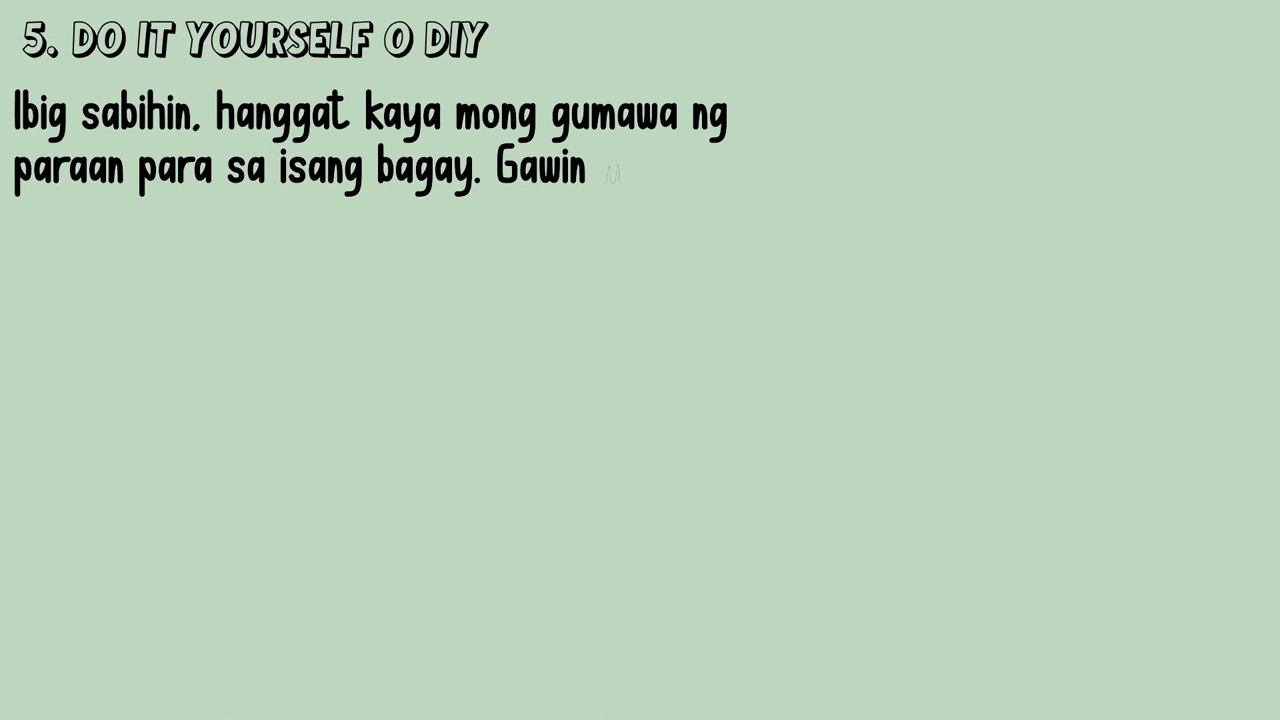 5. DO IT YOURSELF O DIY
Ibig sabihin, hanggat kaya mong gumawa ng
paraan para sa isang bagay. Gawin